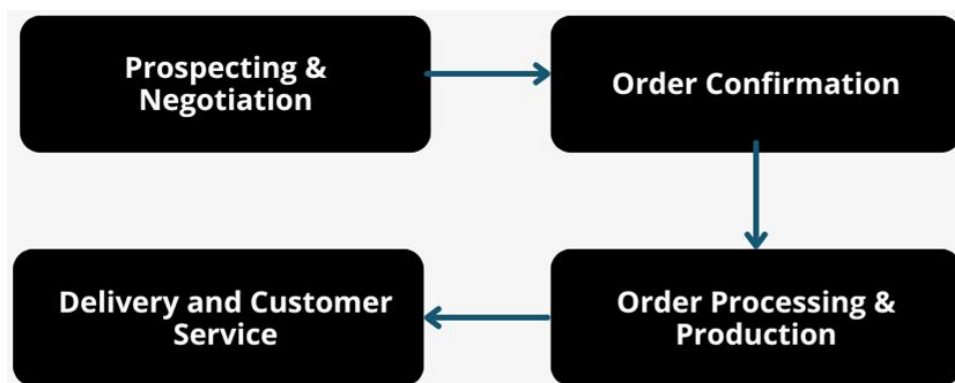 Prospecting &
Negotiation
Order Confirmation
Order Processing &
Production
Delivery and Customer
Service